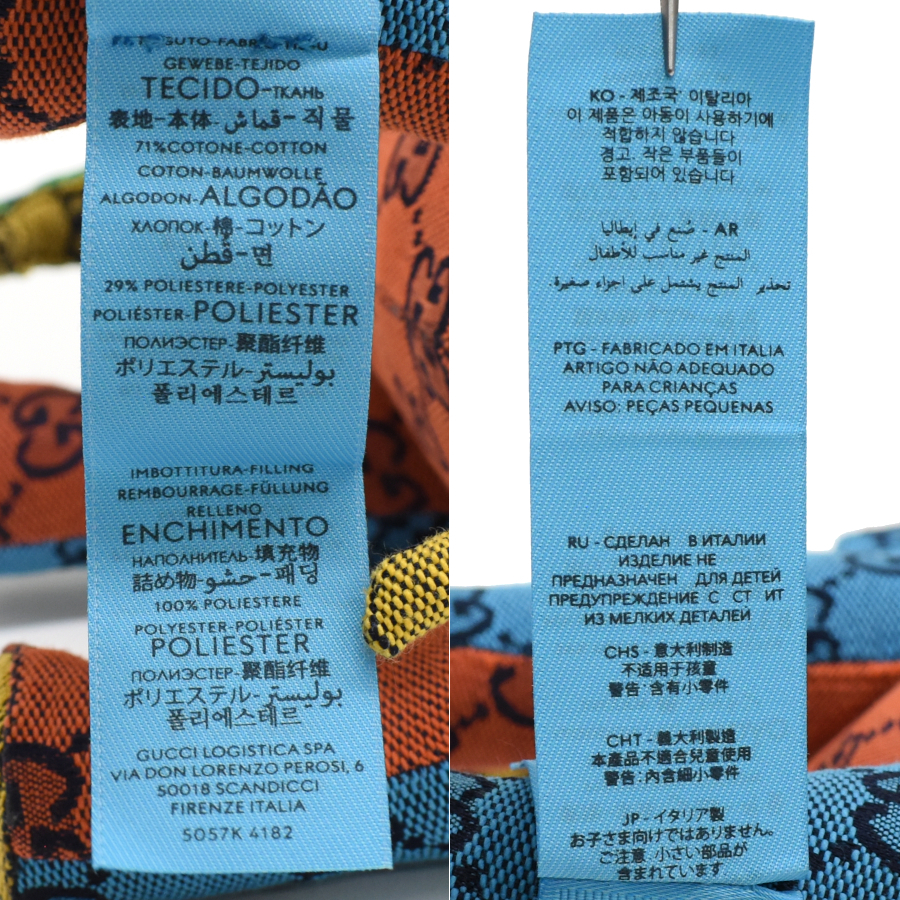 GEWEBE-TEJIDO
TECIDO-ТКАНЬ
表地-本体-قماش-직물
71%COTONE-COTTON
COTON-BAUMWOLLE
ALGODON-ALGODÃO
ХЛОПОК-棉-コットン
قُطن-면
29% POLIESTERE-POLYESTER
POLIÉSTER-POLIESTER
ПОЛИЭСТЕР-聚酯纤维
ポリエステル-بوليستر
폴리에스테르
IMBOTTITURA-FILLING
REMBOURRAGE-FÜLLUNG
RELLENO
ENCHIMENTO
НАПОЛНИТЕЛЬ-填充物
詰め物-حشو-패딩
100% POLIESTERE
POLYESTER-POLIÉSTER
POLIESTER
ПОЛИЭСТЕР-聚酯纤维
ポリエステル-بوليستر
폴리에스테르
GUCCI LOGISTICA SPA
VIA DON LORENZO PEROSI, 6
50018 SCANDICCI
FIRENZE ITALIA
5057K 4182
KO - 제조국 이탈리아
이 제품은 아동이 사용하기에
적합하지 않습니다
경고. 작은 부품들이
포함되어 있습니다
AR - صُنع في إيطاليا
المنتج غير مناسب للأطفال
تحذير المنتج يشتمل على اجزاء صغيرة
PTG - FABRICADO EM ITALIA
ARTIGO NÃO ADEQUADO
PARA CRIANÇAS
AVISO: PEÇAS PEQUENAS
RU - СДЕЛАН В ИТАЛИИ
ИЗДЕЛИЕ НЕ
ПРЕДНАЗНАЧЕН ДЛЯ ДЕТЕЙ
ПРЕДУПРЕЖДЕНИЕ С СТ ИТ
ИЗ МЕЛКИХ ДЕТАЛЕЙ
CHS - 意大利制造
不适用于孩童
警告: 含有小零件
CHT - 義大利製造
本產品不適合兒童使用
警告: 內含細小零件
JP - イタリア製
お子さま向けではありません。
ご注意. 小さい部品が
含まれています